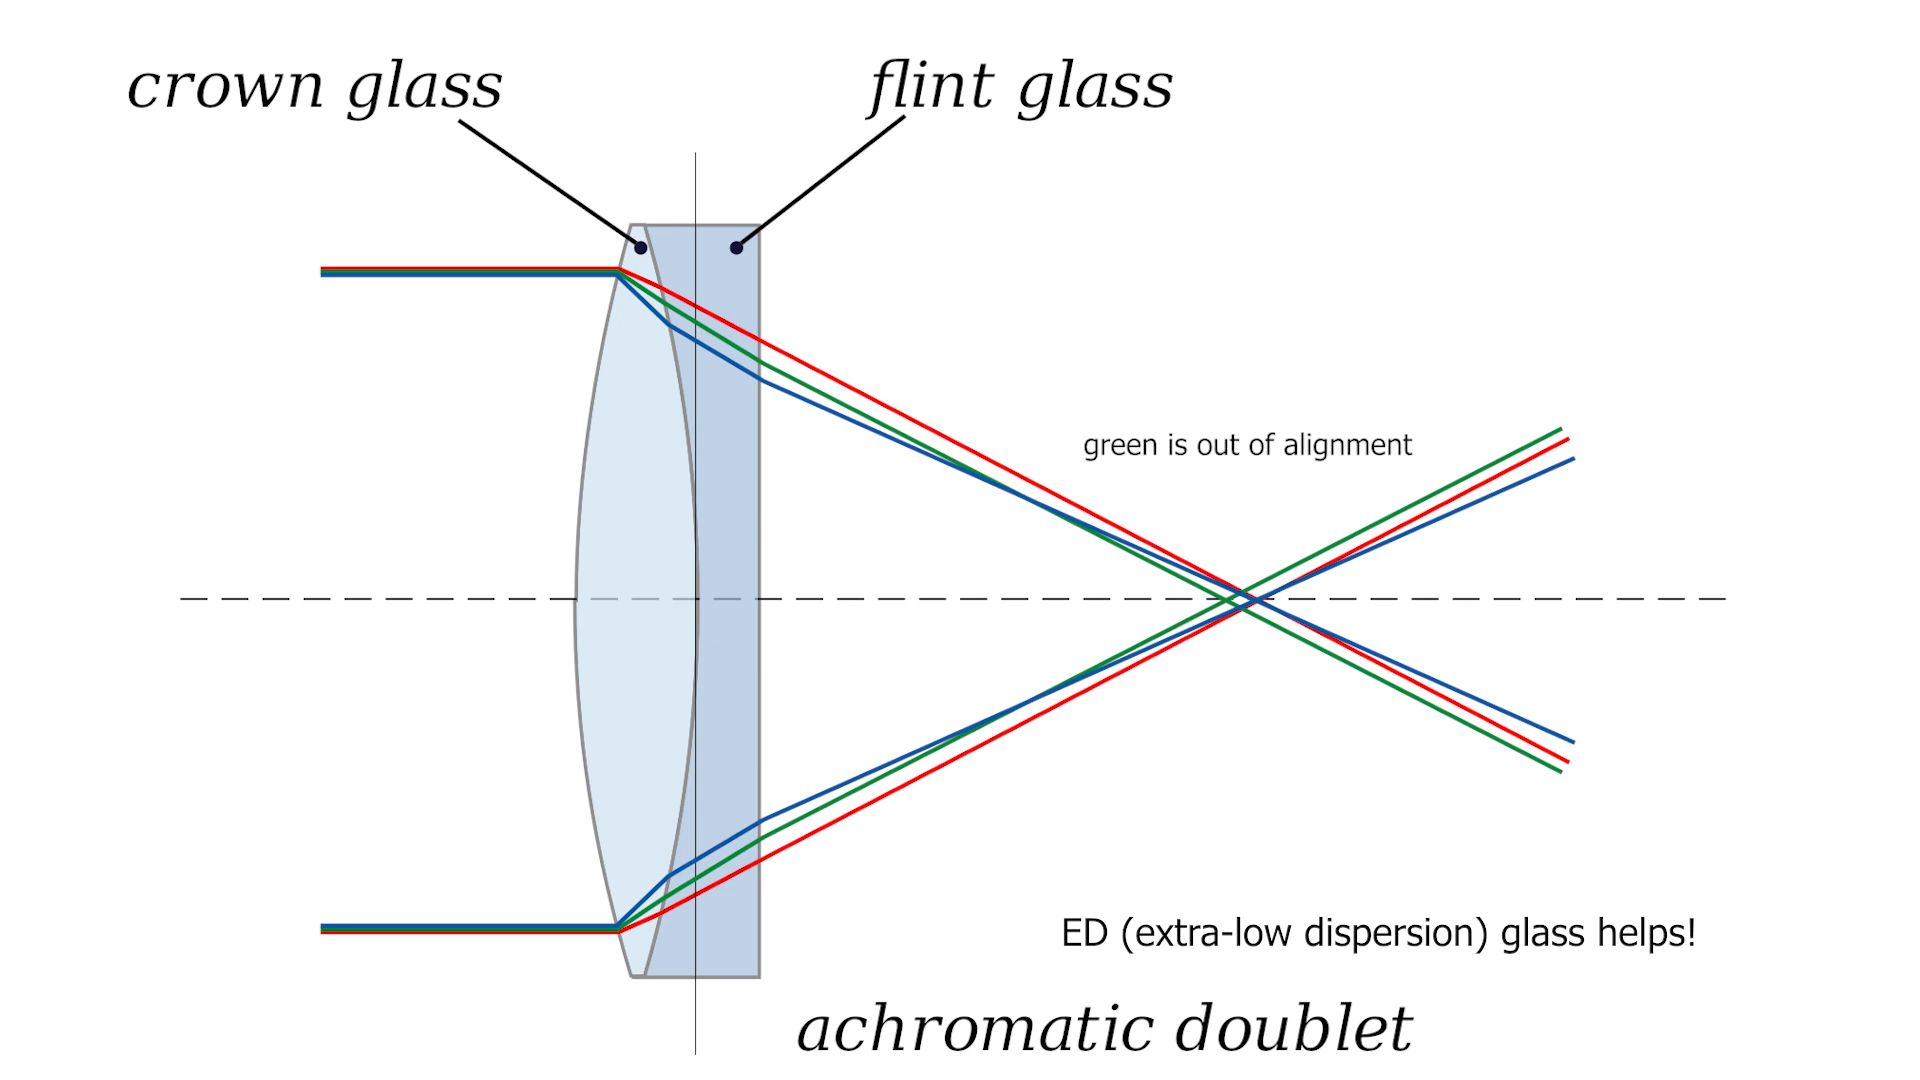 crown glass
flint glass
green is out of alignment
ED (extra-low dispersion) glass helps!
achromatic doublet